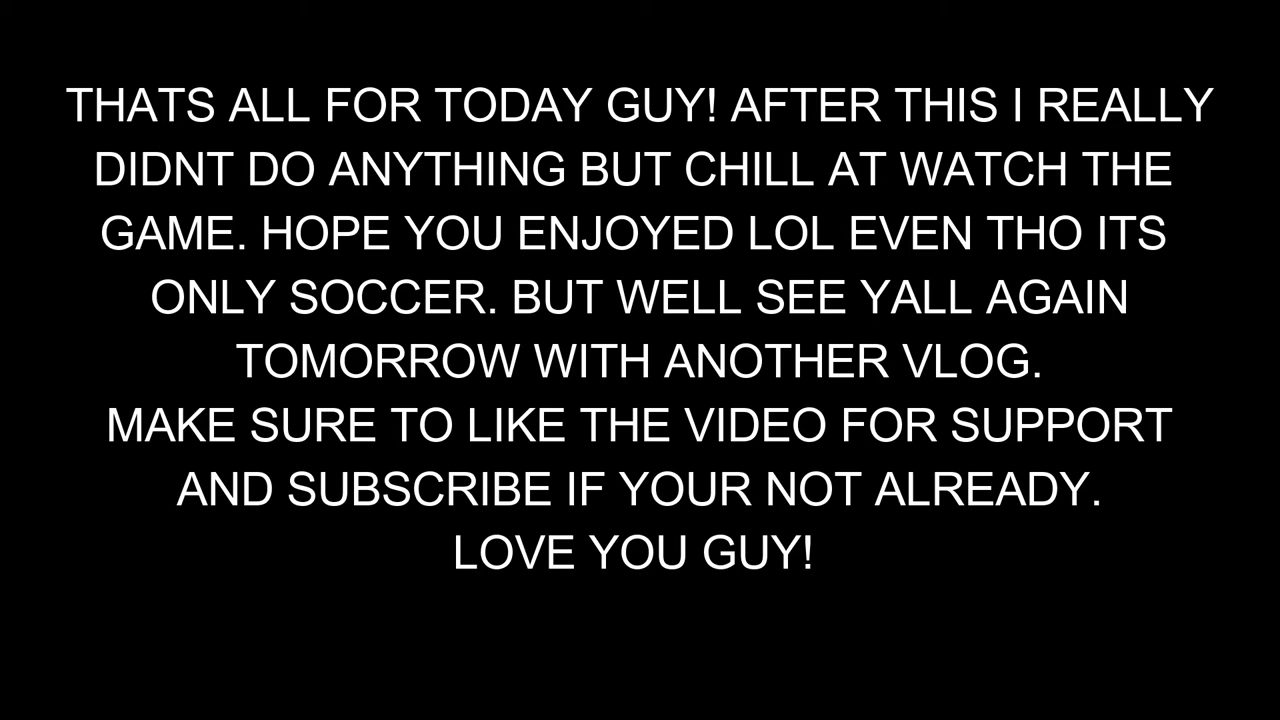 THATS ALL FOR TODAY GUY! AFTER THIS I REALLY
DIDNT DO ANYTHING BUT CHILL AT WATCH THE
GAME. HOPE YOU ENJOYED LOL EVEN THO ITS
ONLY SOCCER. BUT WELL SEE YALL AGAIN
TOMORROW WITH ANOTHER VLOG.
MAKE SURE TO LIKE THE VIDEO FOR SUPPORT
AND SUBSCRIBE IF YOUR NOT ALREADY.
LOVE YOU GUY!